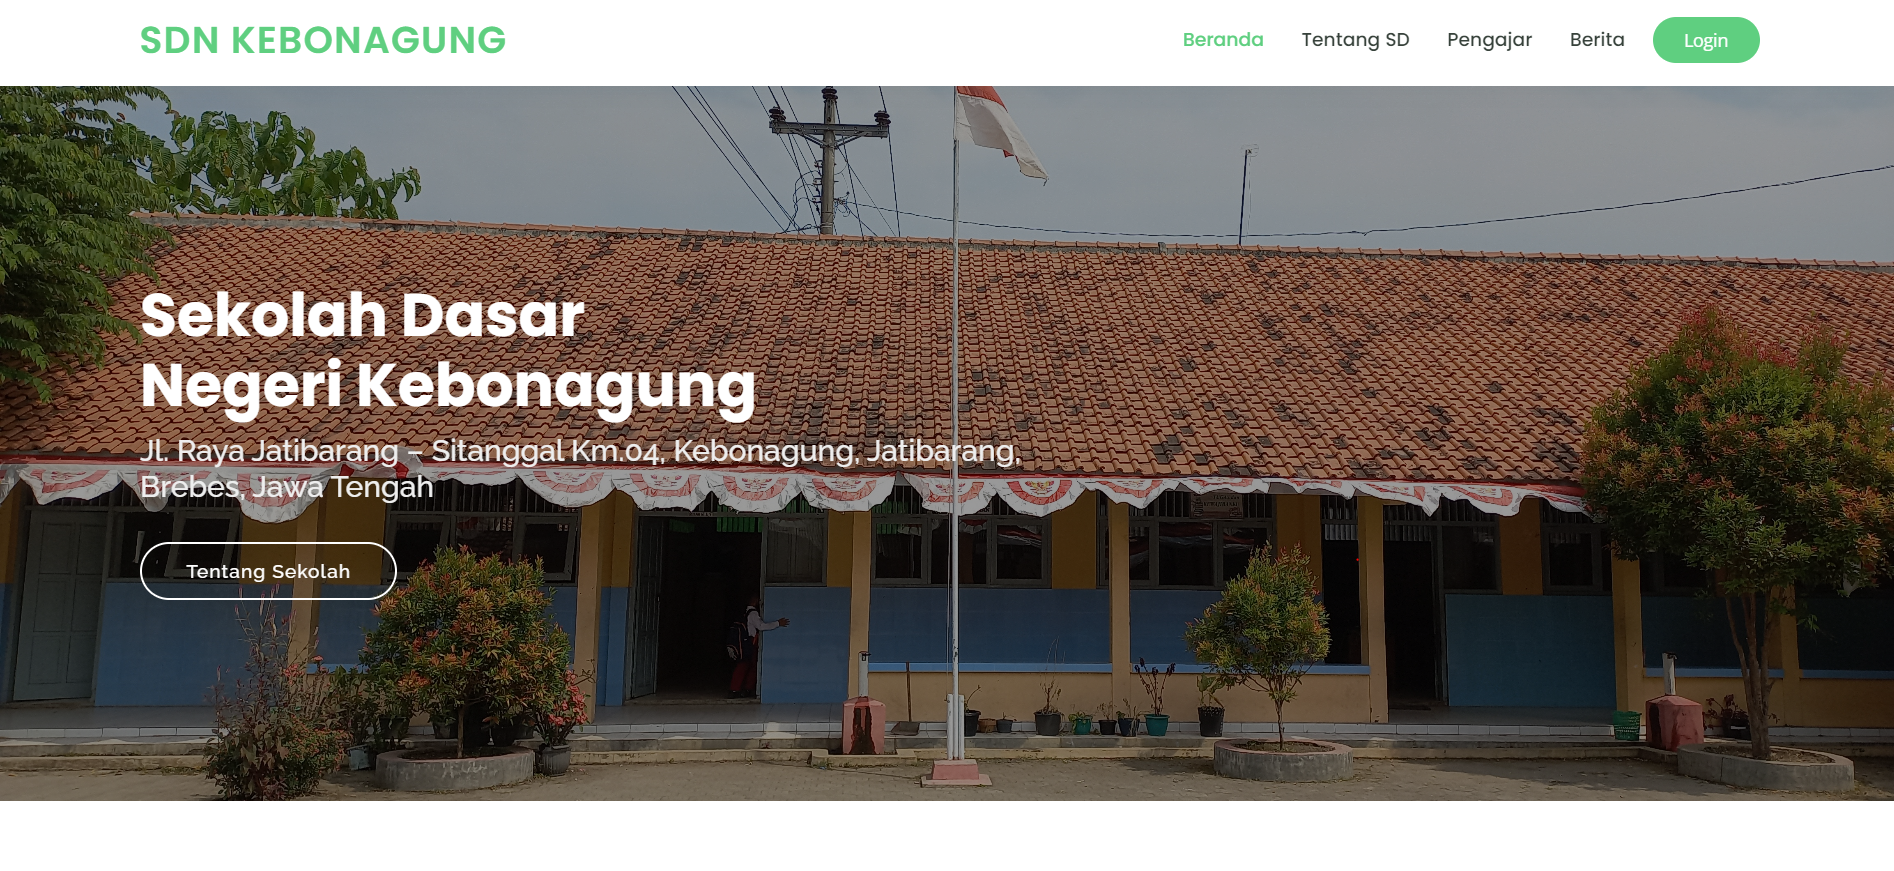 SDN KEBONAGUNG
Beranda Tentang SD Pengajar Berita Login
Sekolah Dasar
Negeri Kebonagung
Jl. Raya Jatibarang – Sitanggal Km.04, Kebonagung, Jatibarang,
Brebes, Jawa Tengah
Tentang Sekolah